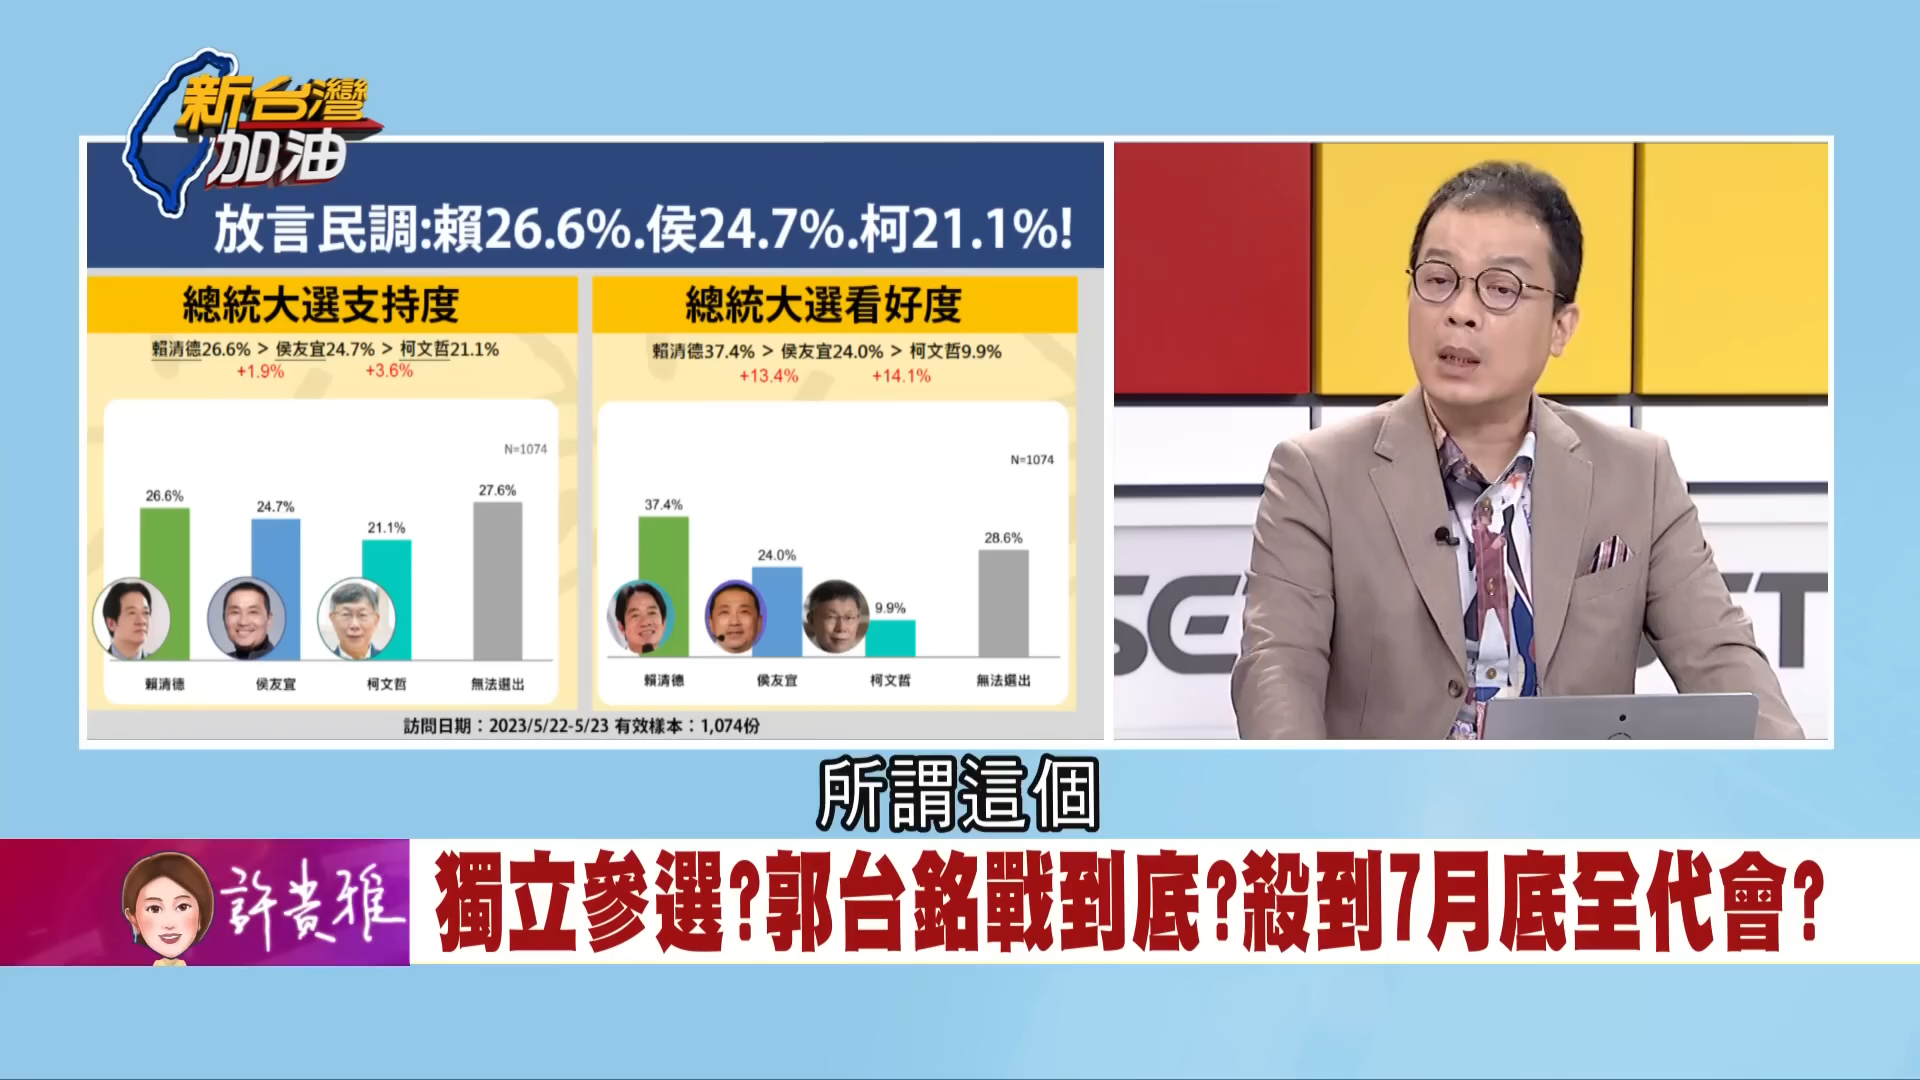 新台灣
加油
放言民調:賴26.6%.侯24.7%.柯21.1%!
總統大選支持度
賴清德26.6% > 侯友宜24.7% > 柯文哲21.1%
+1.9%
+3.6%
N=1074
26.6%
24.7%
21.1%
27.6%
賴清德
侯友宜
柯文哲
無法選出
總統大選看好度
賴清德37.4% > 侯友宜24.0% > 柯文哲9.9%
+13.4%
+14.1%
N=1074
37.4%
24.0%
9.9%
28.6%
賴清德
侯友宜
柯文哲
無法選出
訪問日期：2023/5/22-5/23 有效樣本：1,074份
SET
T
所謂這個
許貴雅
獨立參選?郭台銘戰到底?殺到7月底全代會?